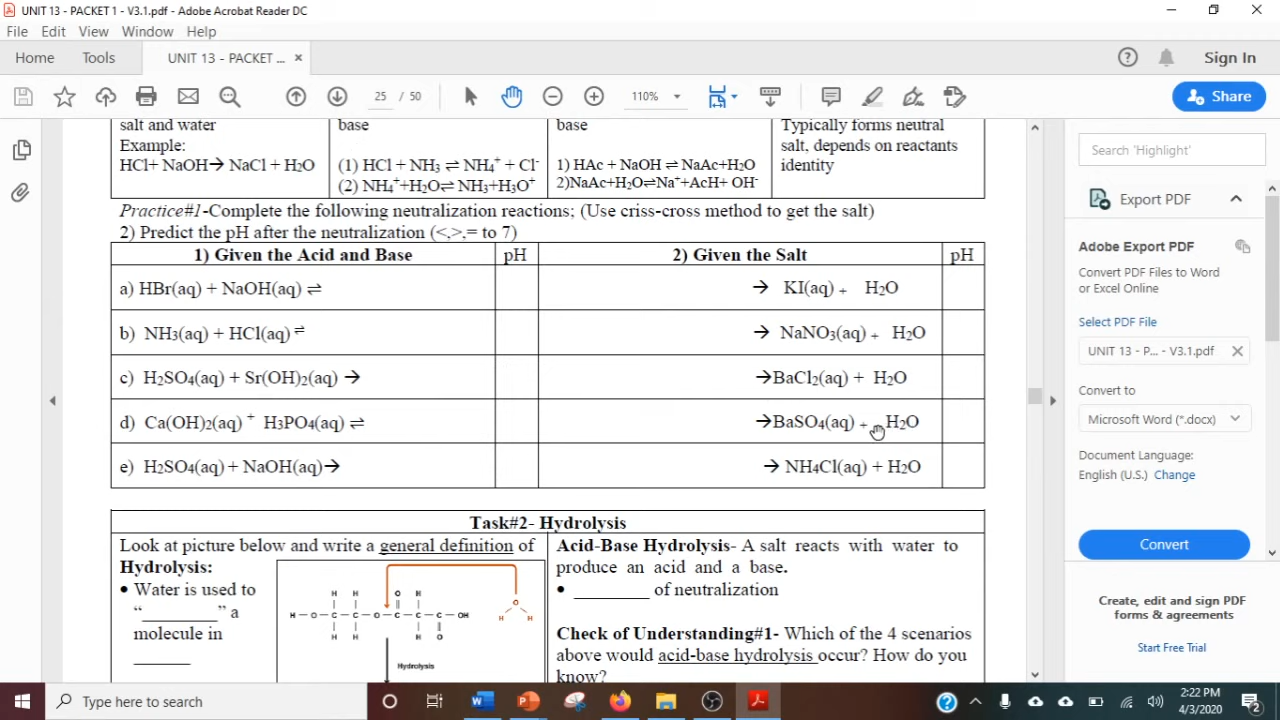 UNIT 13 - PACKET 1 - V3.1.pdf - Adobe Acrobat Reader DC
File Edit View Window Help
Home Tools UNIT 13 - PACKET ... ×
Sign In
25 / 50
110%
Share
salt and water
Example:
HCl+ NaOH→ NaCl + H2O
base
(1) HCl + NH3 ⇌ NH4+ + Cl-
(2) NH4++H2O⇌ NH3+H3O+
base
1) HAc + NaOH ⇌ NaAc+H2O
2)NaAc+H2O⇌Na++AcH+ OH-
Typically forms neutral
salt, depends on reactants
identity
Practice#1-Complete the following neutralization reactions; (Use criss-cross method to get the salt)
2) Predict the pH after the neutralization (<,>,= to 7)
1) Given the Acid and Base pH 2) Given the Salt pH
a) HBr(aq) + NaOH(aq) ⇌ → KI(aq) + H2O
b) NH3(aq) + HCl(aq) ⇌ → NaNO3(aq) + H2O
c) H2SO4(aq) + Sr(OH)2(aq) → →BaCl2(aq) + H2O
d) Ca(OH)2(aq) + H3PO4(aq) ⇌ →BaSO4(aq) + H2O
e) H2SO4(aq) + NaOH(aq)→ → NH4Cl(aq) + H2O
Task#2- Hydrolysis
Look at picture below and write a general definition of
Hydrolysis:
• Water is used to
“________” a
molecule in
______
H H O H
H—O—C—C—O—C—C—C—OH
H H H O
O
H H
Hydrolysis
Acid-Base Hydrolysis- A salt reacts with water to
produce an acid and a base.
• ________ of neutralization
Check of Understanding#1- Which of the 4 scenarios
above would acid-base hydrolysis occur? How do you
know?
Search 'Highlight'
Export PDF
Adobe Export PDF
Convert PDF Files to Word
or Excel Online
Select PDF File
UNIT 13 - P... - V3.1.pdf ×
Convert to
Microsoft Word (*.docx)
Document Language:
English (U.S.) Change
Convert
Create, edit and sign PDF
forms & agreements
Start Free Trial
Type here to search
2:22 PM
4/3/2020
2